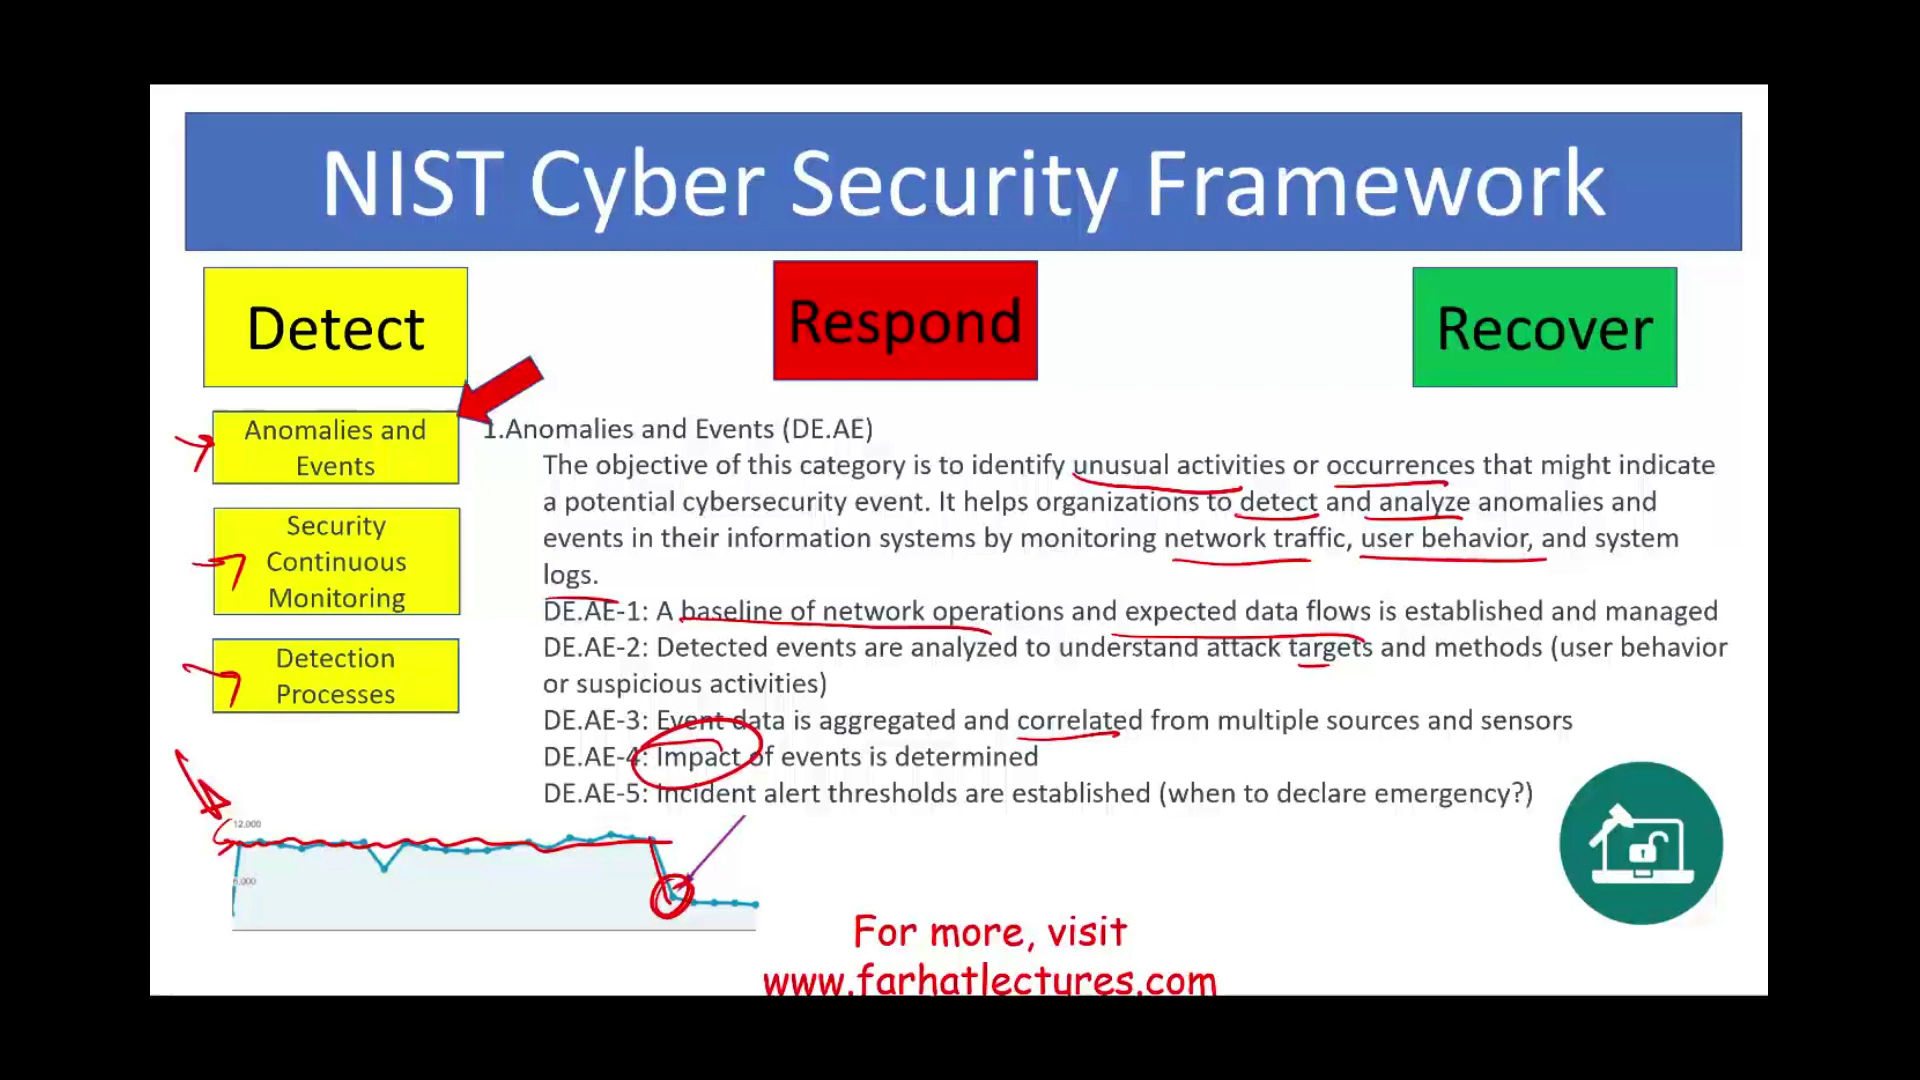 NIST Cyber Security Framework
Detect
Respond
Recover
Anomalies and
Events
Security
Continuous
Monitoring
Detection
Processes
1.Anomalies and Events (DE.AE)
The objective of this category is to identify unusual activities or occurrences that might indicate
a potential cybersecurity event. It helps organizations to detect and analyze anomalies and
events in their information systems by monitoring network traffic, user behavior, and system
logs.
DE.AE-1: A baseline of network operations and expected data flows is established and managed
DE.AE-2: Detected events are analyzed to understand attack targets and methods (user behavior
or suspicious activities)
DE.AE-3: Event data is aggregated and correlated from multiple sources and sensors
DE.AE-4: Impact of events is determined
DE.AE-5: Incident alert thresholds are established (when to declare emergency?)
12,000
For more, visit
www.farhatlectures.com